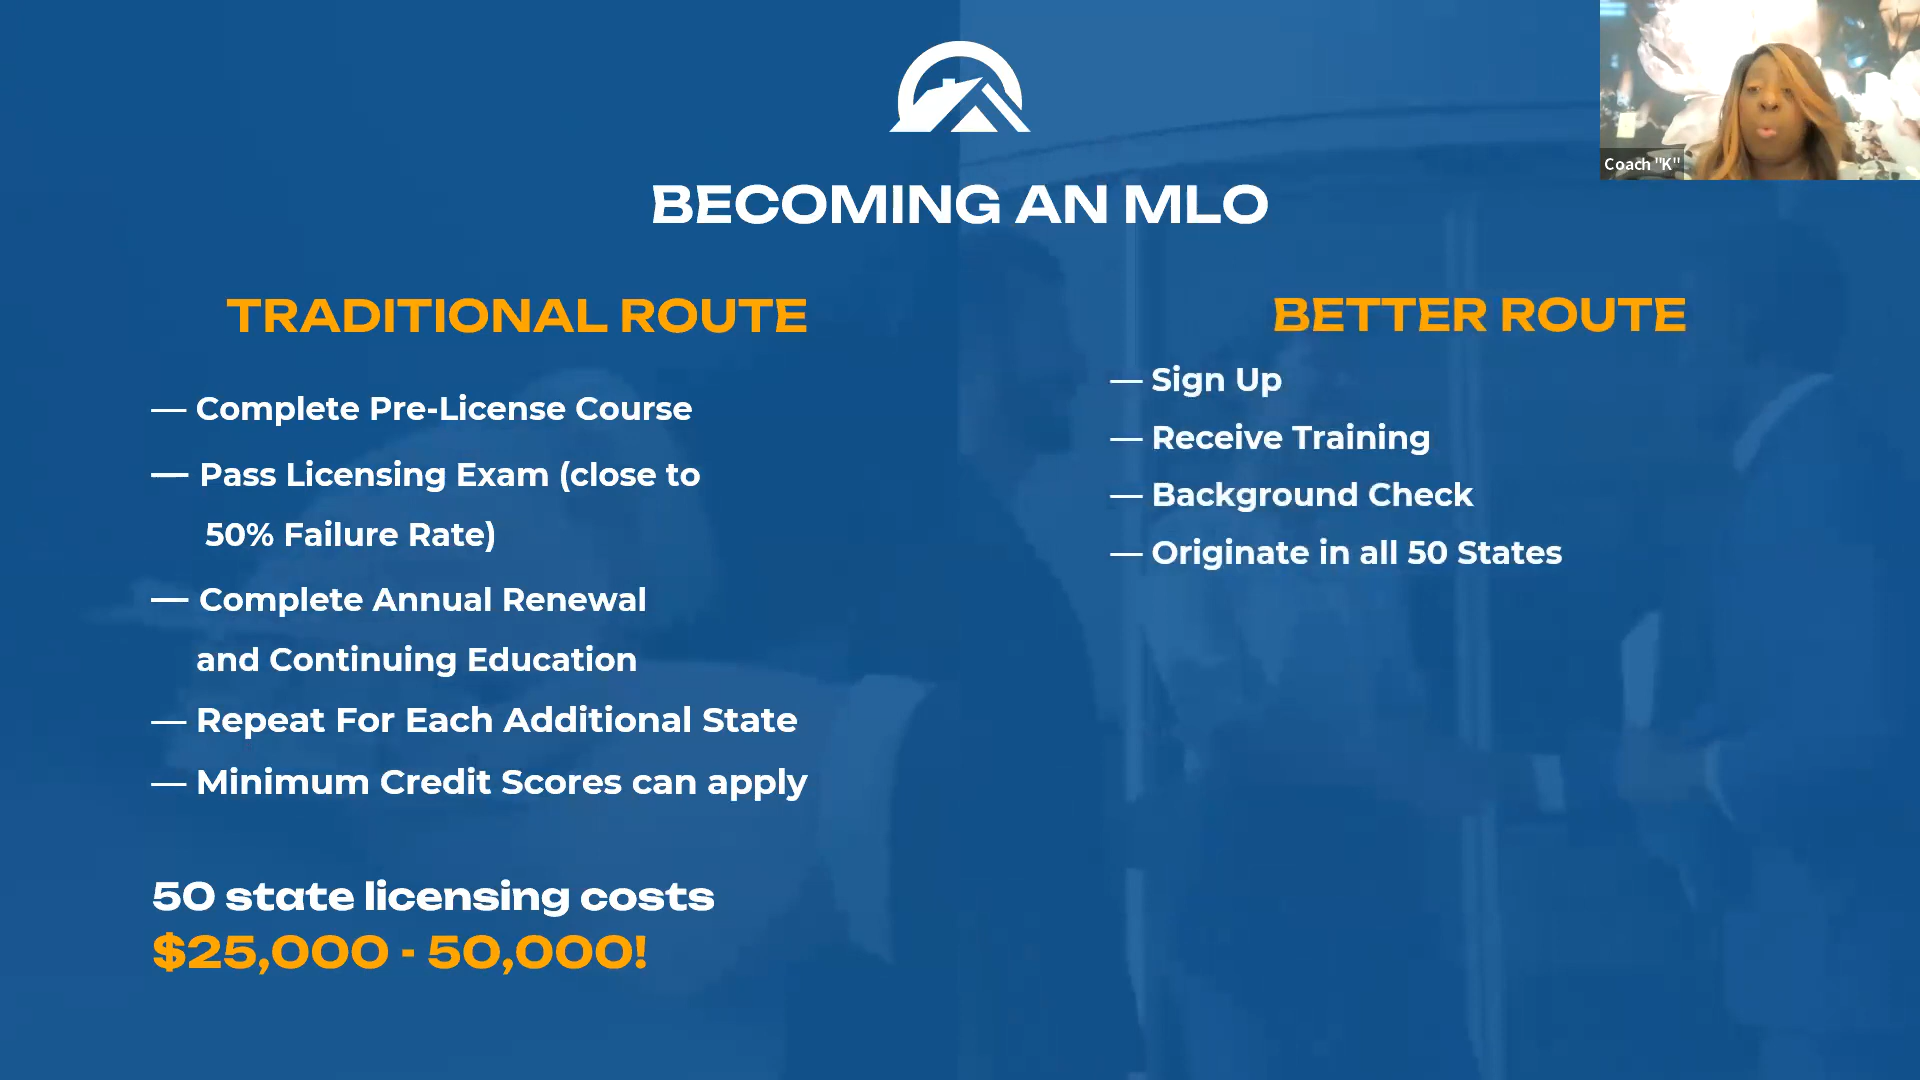 BECOMING AN MLO
TRADITIONAL ROUTE
— Complete Pre-License Course
— Pass Licensing Exam (close to
50% Failure Rate)
— Complete Annual Renewal
and Continuing Education
— Repeat For Each Additional State
— Minimum Credit Scores can apply
50 state licensing costs
$25,000 - 50,000!
BETTER ROUTE
— Sign Up
— Receive Training
— Background Check
— Originate in all 50 States
Coach "K"